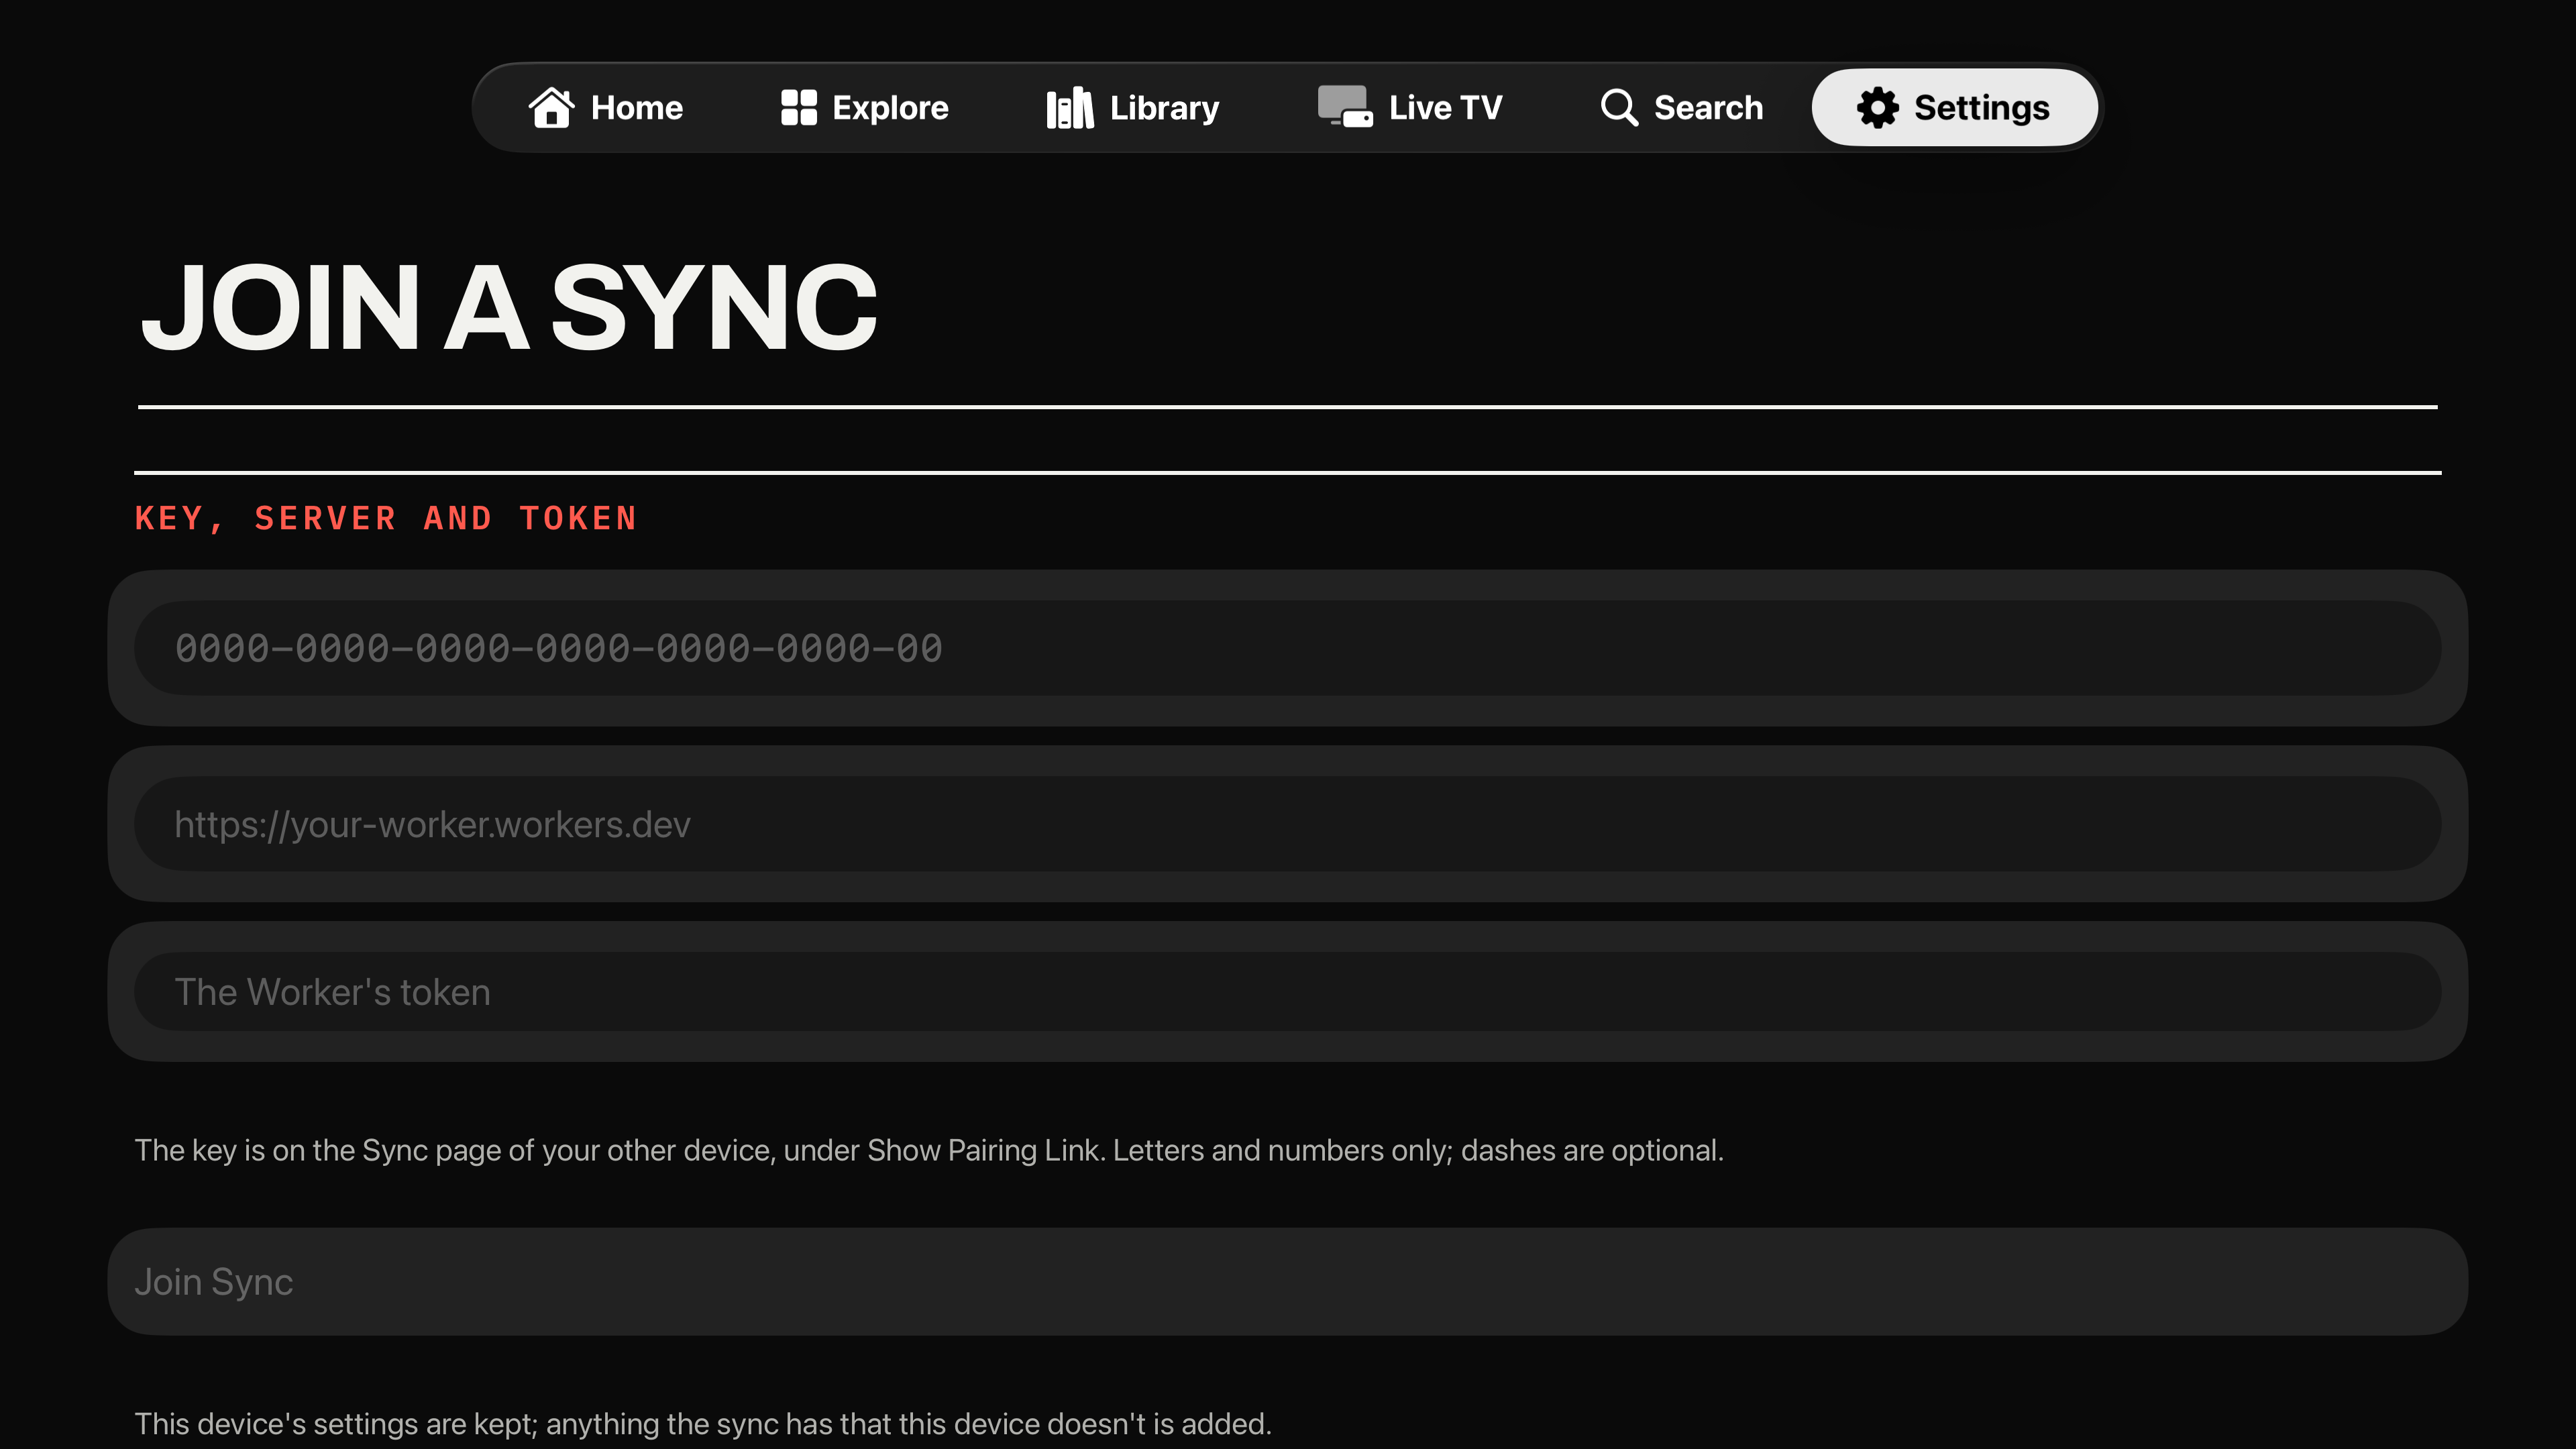 Home Explore Library Live TV Search Settings
JOIN A SYNC
KEY, SERVER AND TOKEN
0000-0000-0000-0000-0000-0000-00
https://your-worker.workers.dev
The Worker's token
The key is on the Sync page of your other device, under Show Pairing Link. Letters and numbers only; dashes are optional.
Join Sync
This device's settings are kept; anything the sync has that this device doesn't is added.